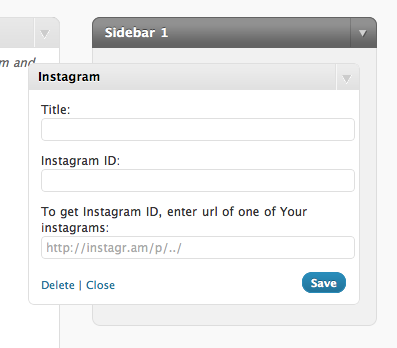 Sidebar 1
m and
Instagram
Title:
Instagram ID:
To get Instagram ID, enter url of one of Your
instagrams:
http://instagr.am/p/../
Delete | Close
Save